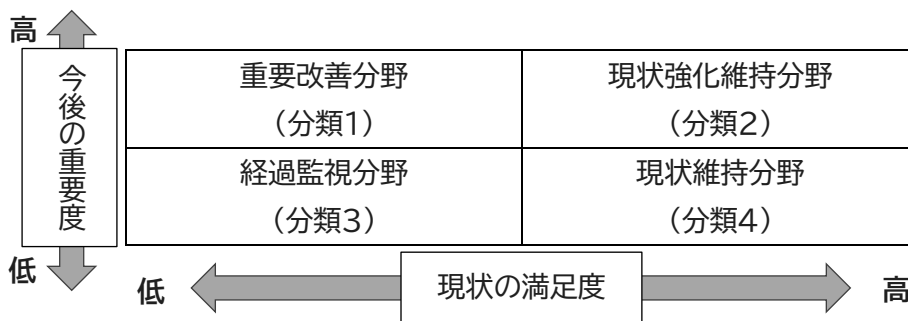 高
今後の重要度
重要改善分野
(分類1)
現状強化維持分野
(分類2)
経過監視分野
(分類3)
現状維持分野
(分類4)
低
低
現状の満足度
高